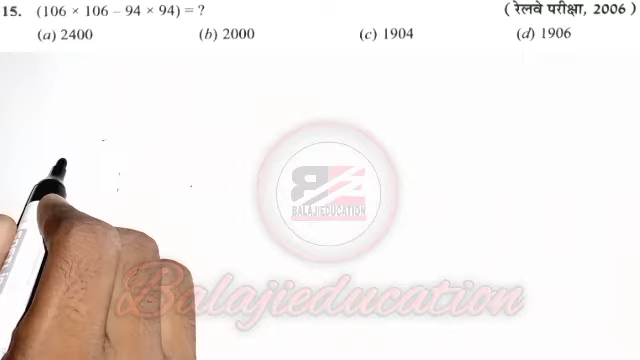 15. (106 × 106 – 94 × 94) = ? ( रेलवे परीक्षा, 2006 )
(a) 2400 (b) 2000 (c) 1904 (d) 1906
BALAJIEDUCATION
Balajieducation